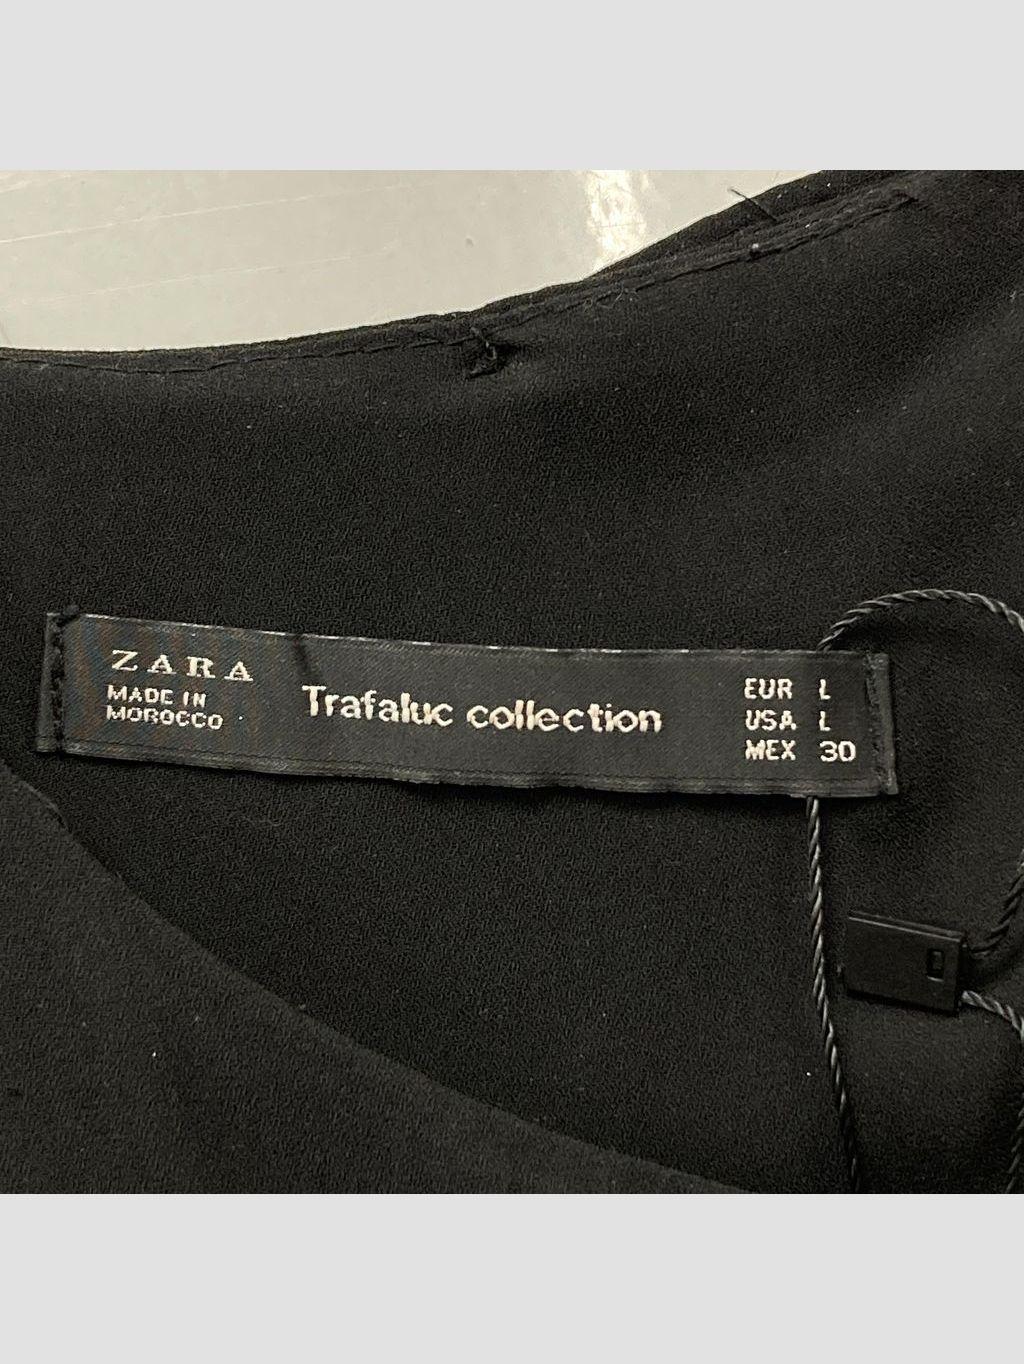 ZARA
MADE IN
MOROCCO
Trafaluc collection
EUR L
USA L
MEX 30